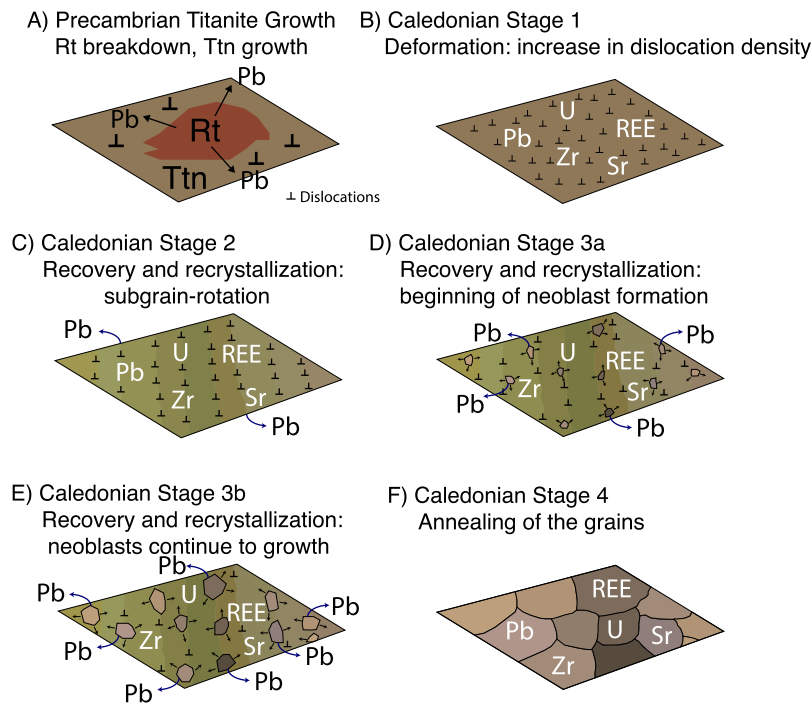 A) Precambrian Titanite Growth
Rt breakdown, Ttn growth
Pb
Pb
Rt
Ttn
Pb
⊥ Dislocations
B) Caledonian Stage 1
Deformation: increase in dislocation density
U
Pb
REE
Zr
Sr
C) Caledonian Stage 2
Recovery and recrystallization:
subgrain-rotation
Pb
U
REE
Pb
Zr
Sr
Pb
D) Caledonian Stage 3a
Recovery and recrystallization:
beginning of neoblast formation
Pb
Pb
U
REE
Zr
Sr
Pb
Pb
E) Caledonian Stage 3b
Recovery and recrystallization:
neoblasts continue to growth
Pb
Pb
U
REE
Pb
Zr
Sr
Pb
Pb
Pb
Pb
F) Caledonian Stage 4
Annealing of the grains
REE
Pb
U
Sr
Zr